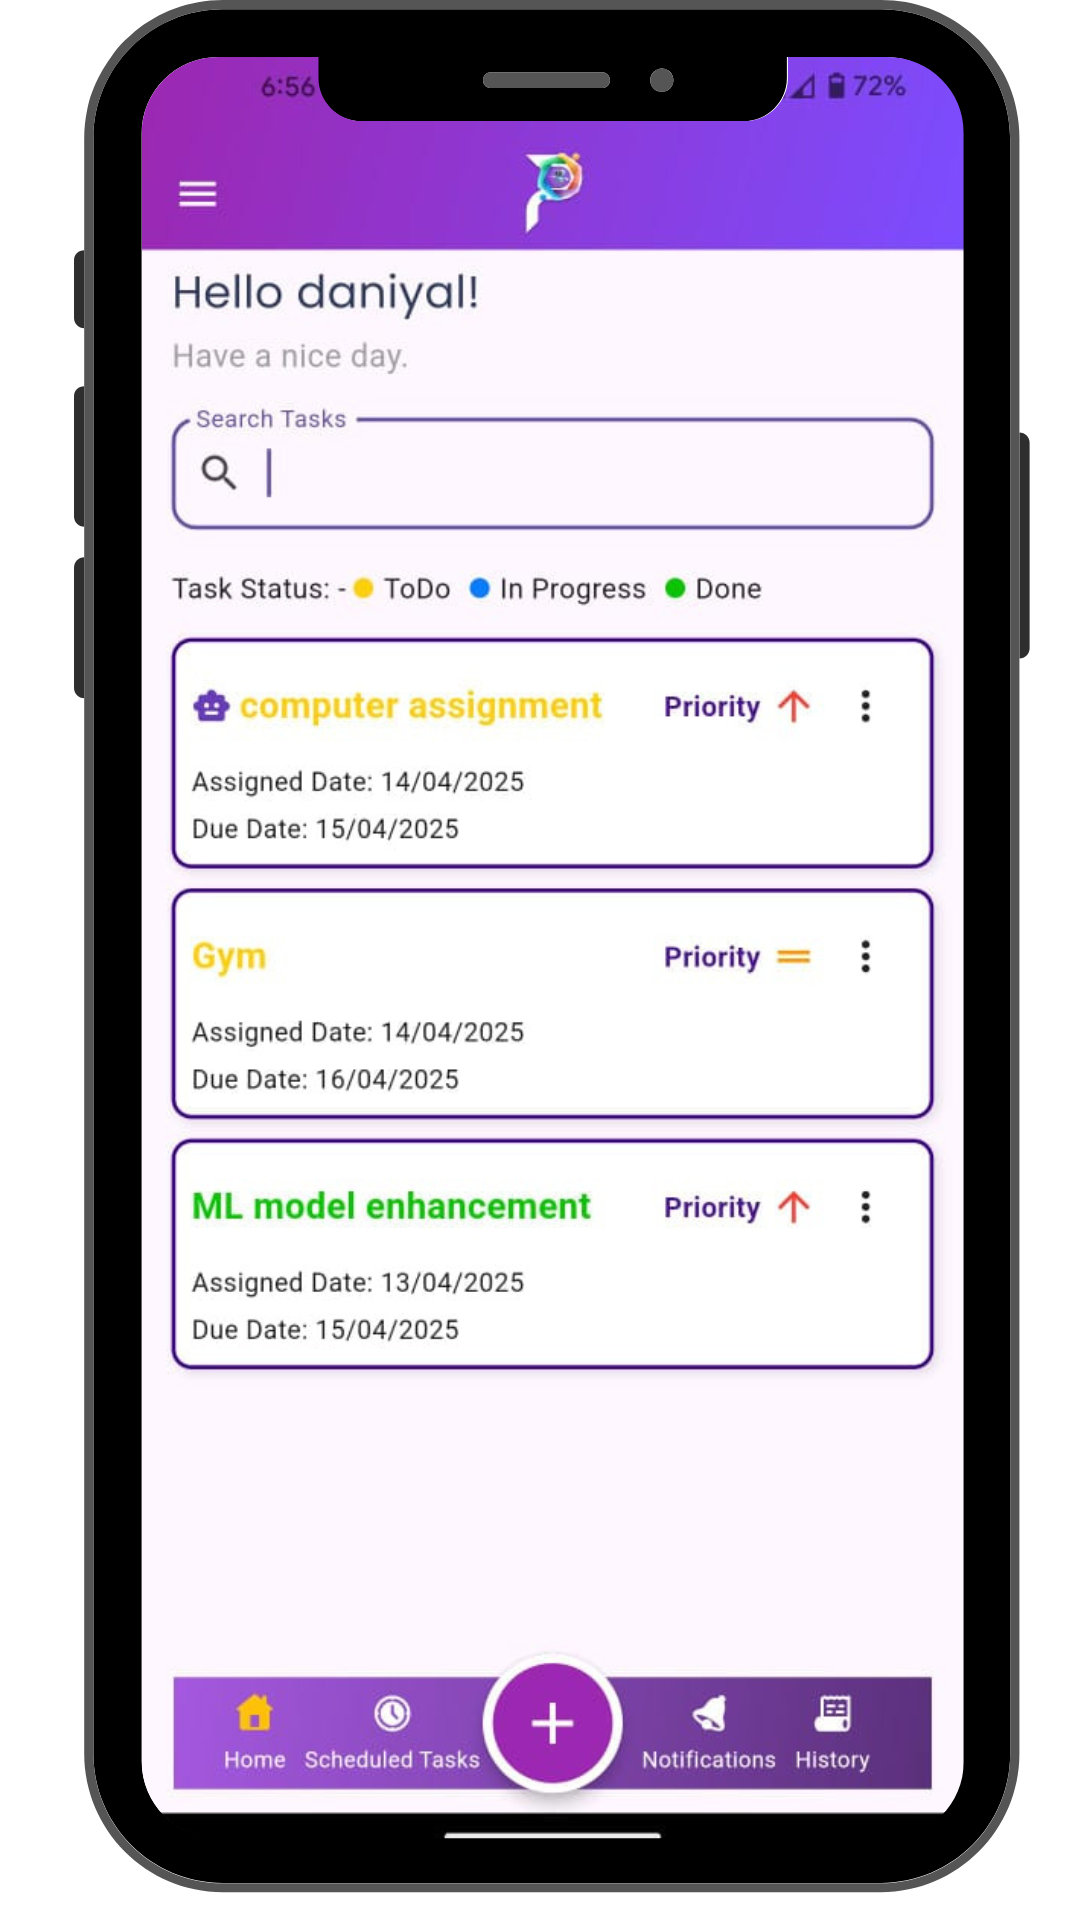 6:56 72%
Hello daniyal!
Have a nice day.
Search Tasks
Task Status: - ToDo In Progress Done
computer assignment Priority
Assigned Date: 14/04/2025
Due Date: 15/04/2025
Gym Priority
Assigned Date: 14/04/2025
Due Date: 16/04/2025
ML model enhancement Priority
Assigned Date: 13/04/2025
Due Date: 15/04/2025
Home Scheduled Tasks Notifications History